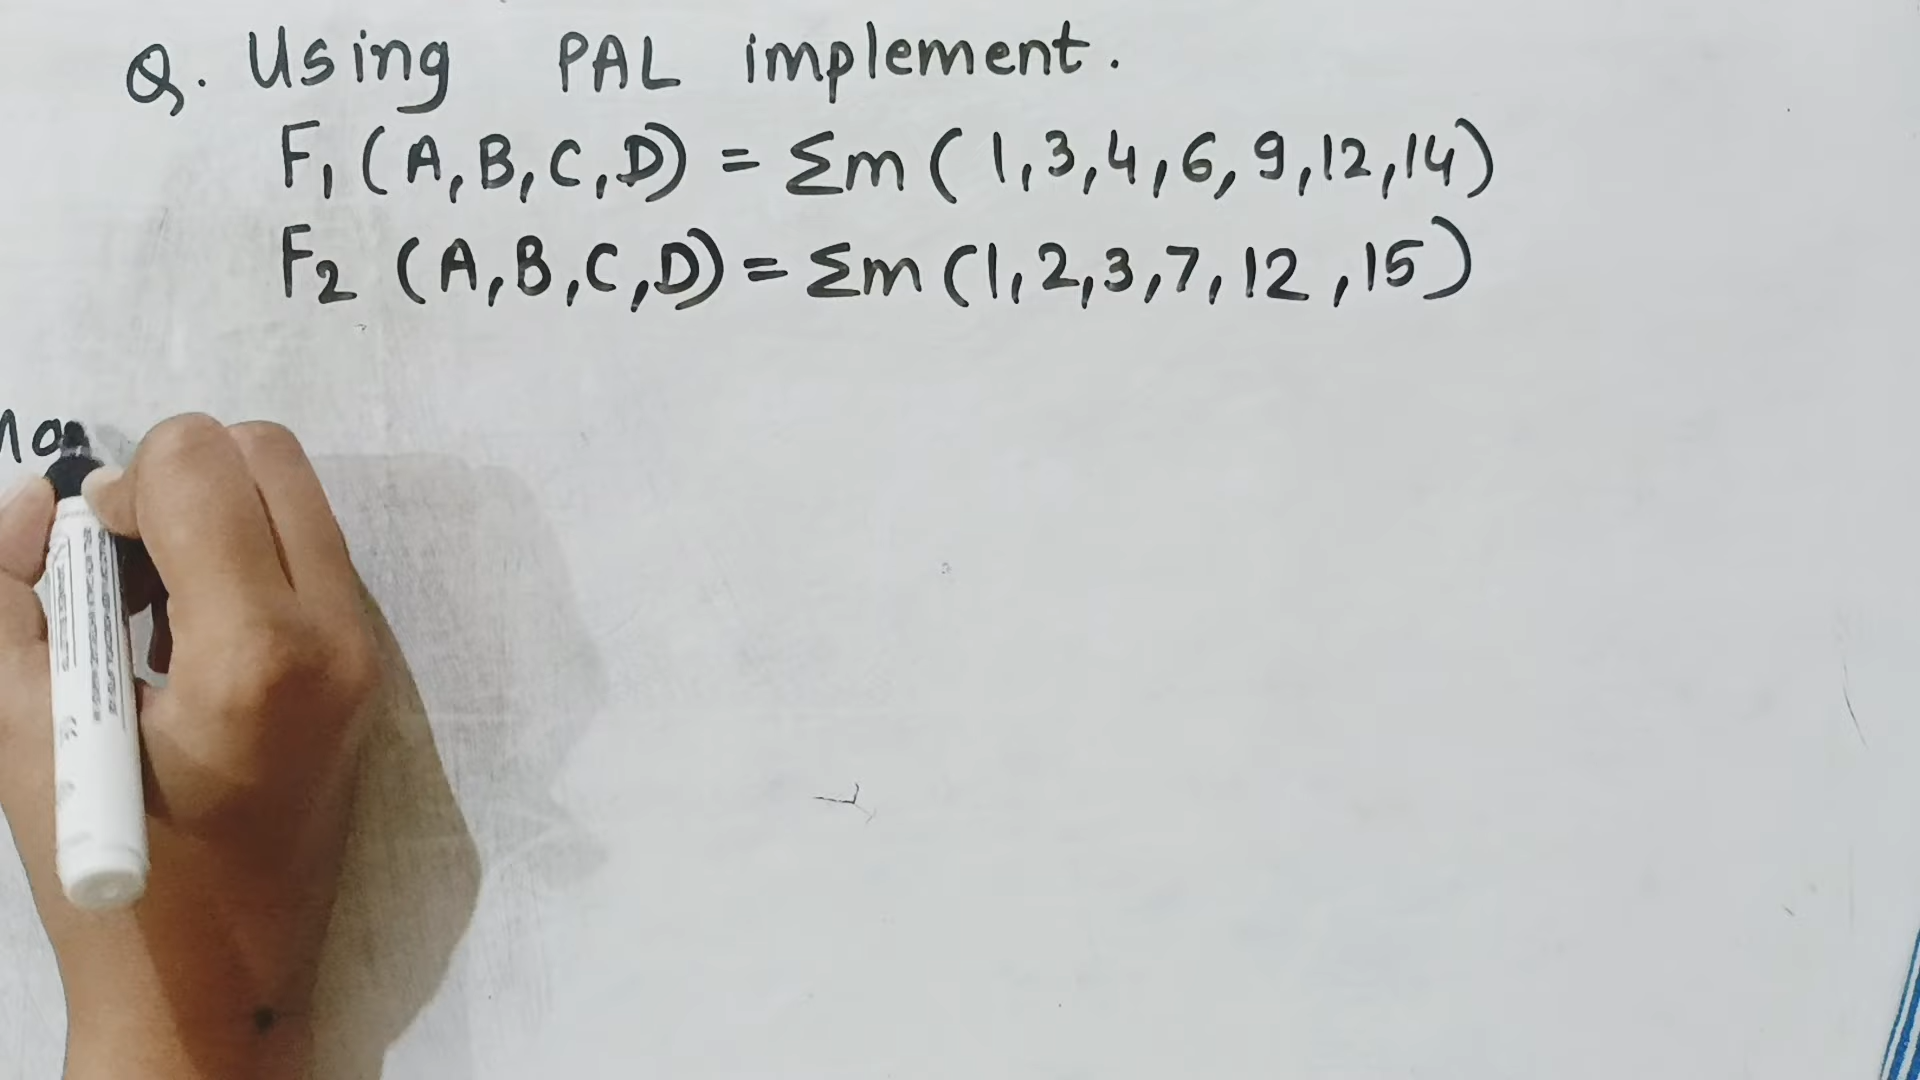 Q. Using PAL implement.
F₁ (A,B,C,D) = Σm (1,3,4,6,9,12,14)
F₂ (A,B,C,D) = Σm (1,2,3,7,12,15)